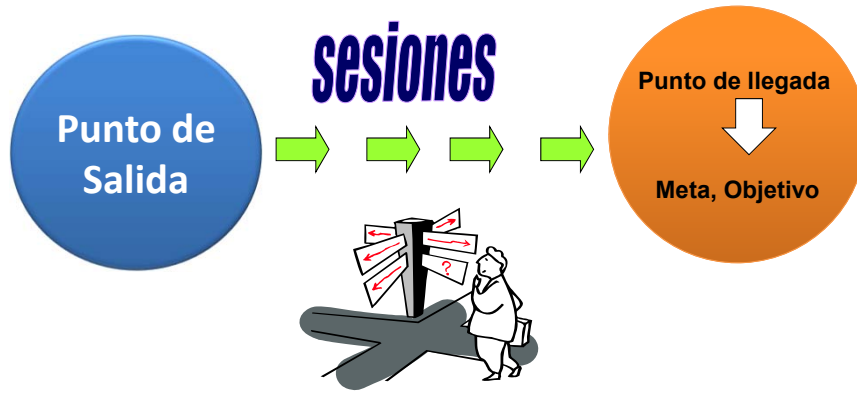 sesiones
Punto de
Salida
Punto de llegada
Meta, Objetivo
?